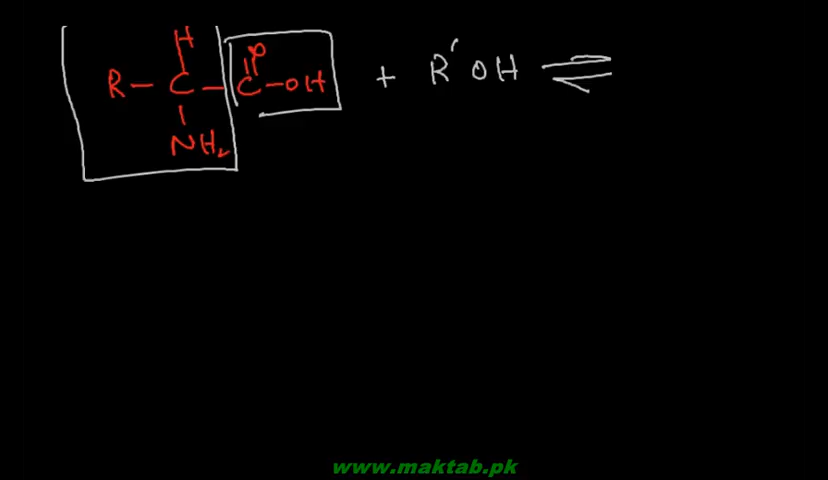 H
O
R – C – C – OH + R' OH ⇌
NH₂
www.maktab.pk